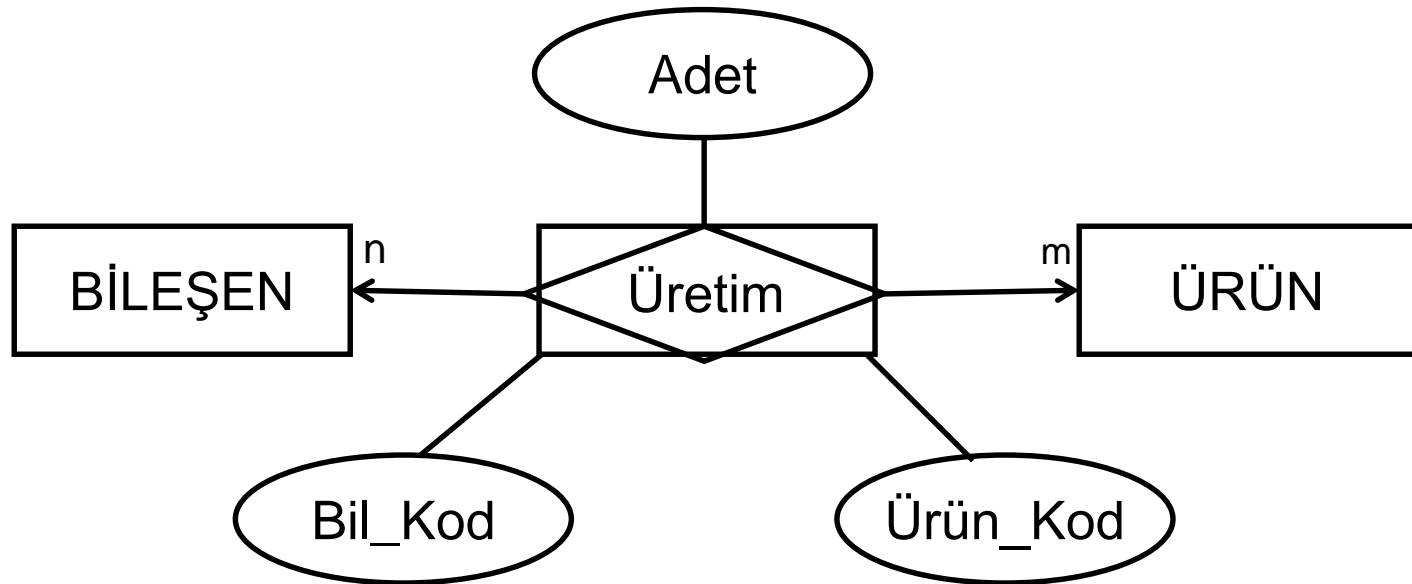 Adet
n
m
BİLEŞEN
Üretim
ÜRÜN
Bil_Kod
Ürün_Kod